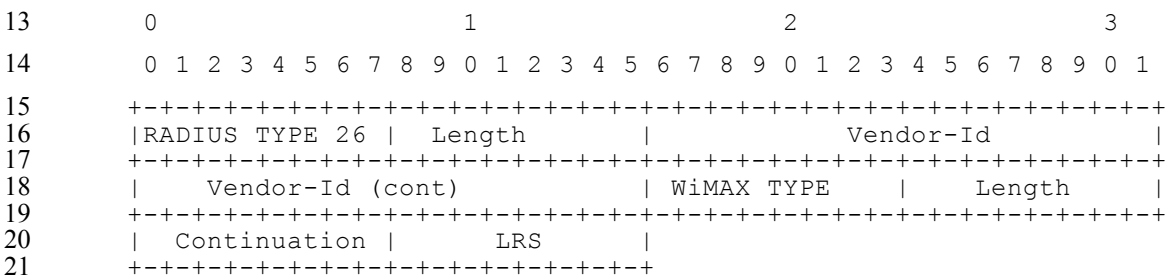 13 0 1 2 3
14 0 1 2 3 4 5 6 7 8 9 0 1 2 3 4 5 6 7 8 9 0 1 2 3 4 5 6 7 8 9 0 1
15 +-+-+-+-+-+-+-+-+-+-+-+-+-+-+-+-+-+-+-+-+-+-+-+-+-+-+-+-+-+-+-+-+
16 |RADIUS TYPE 26 | Length | Vendor-Id |
17 +-+-+-+-+-+-+-+-+-+-+-+-+-+-+-+-+-+-+-+-+-+-+-+-+-+-+-+-+-+-+-+-+
18 | Vendor-Id (cont) | WiMAX TYPE | Length |
19 +-+-+-+-+-+-+-+-+-+-+-+-+-+-+-+-+-+-+-+-+-+-+-+-+-+-+-+-+-+-+-+-+
20 | Continuation | LRS |
21 +-+-+-+-+-+-+-+-+-+-+-+-+-+-+-+-+